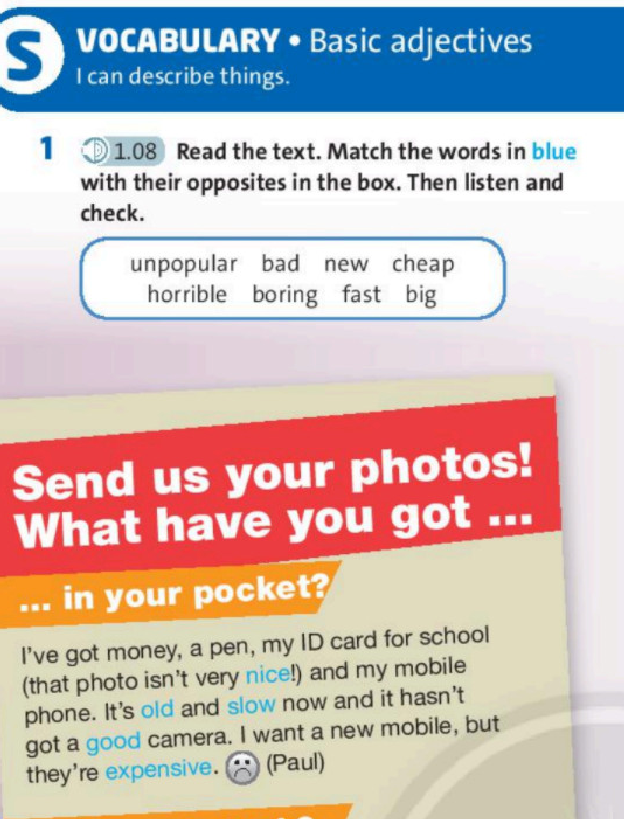 S
VOCABULARY • Basic adjectives
I can describe things.
1 1.08 Read the text. Match the words in blue
with their opposites in the box. Then listen and
check.
unpopular bad new cheap
horrible boring fast big
Send us your photos!
What have you got ...
... in your pocket?
I've got money, a pen, my ID card for school
(that photo isn't very nice!) and my mobile
phone. It's old and slow now and it hasn't
got a good camera. I want a new mobile, but
they're expensive. (Paul)